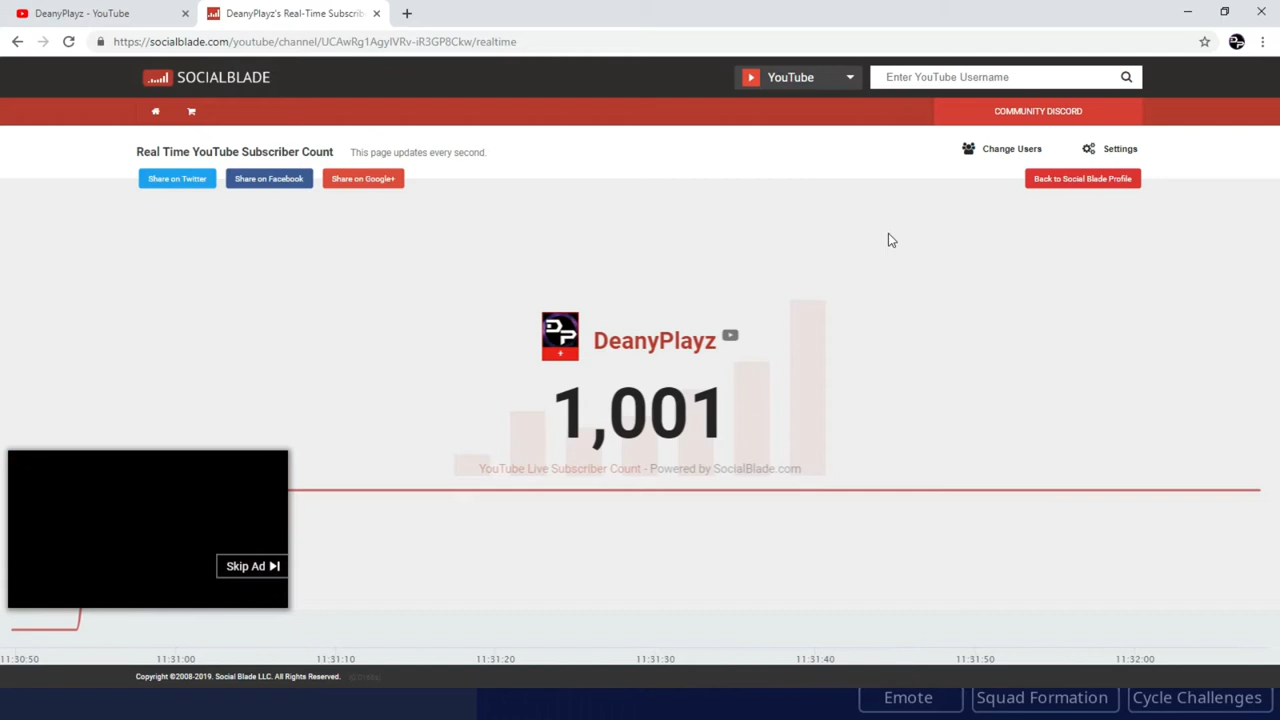 DeanyPlayz - YouTube
DeanyPlayz's Real-Time Subscrib
https://socialblade.com/youtube/channel/UCAwRg1AgyIVRv-iR3GP8Ckw/realtime
SOCIALBLADE
YouTube
Enter YouTube Username
COMMUNITY DISCORD
Real Time YouTube Subscriber Count
This page updates every second.
Change Users
Settings
Share on Twitter
Share on Facebook
Share on Google+
Back to Social Blade Profile
DP
DeanyPlayz
1,001
YouTube Live Subscriber Count - Powered by SocialBlade.com
Skip Ad
11:30:50 11:31:00 11:31:10 11:31:20 11:31:30 11:31:40 11:31:50 11:32:00
Copyright ©2008-2019. Social Blade LLC. All Rights Reserved.
Emote
Squad Formation
Cycle Challenges